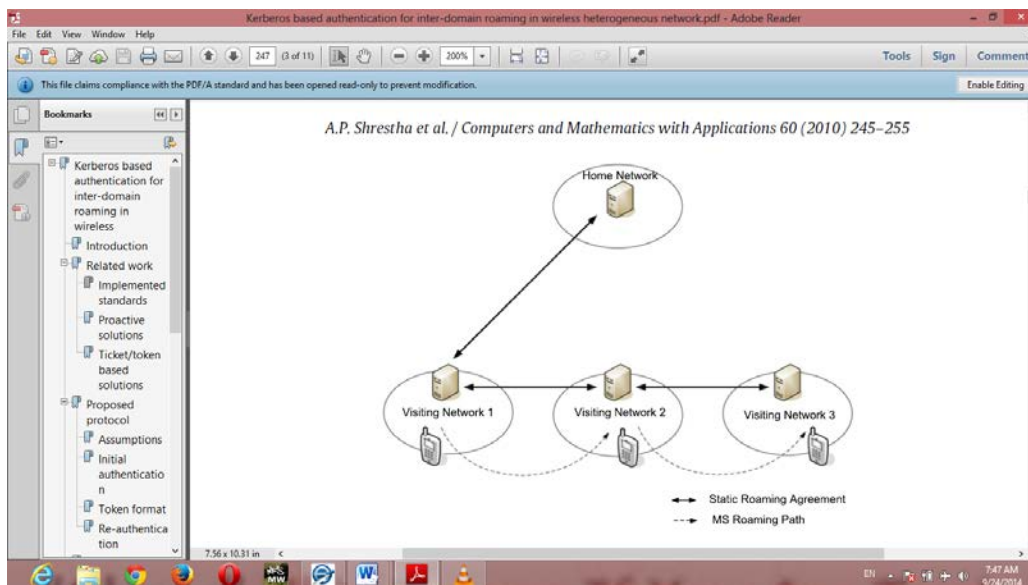 Kerberos based authentication for inter-domain roaming in wireless heterogeneous network.pdf - Adobe Reader
File Edit View Window Help
247 (3 of 11) 200% Tools Sign Comment
This file claims compliance with the PDF/A standard and has been opened read-only to prevent modification. Enable Editing
Bookmarks
Kerberos based
authentication for
inter-domain
roaming in
wireless
Introduction
Related work
Implemented
standards
Proactive
solutions
Ticket/token
based
solutions
Proposed
protocol
Assumptions
Initial
authenticatio
n
Token format
Re-authentica
tion
A.P. Shrestha et al. / Computers and Mathematics with Applications 60 (2010) 245–255
Home Network
Visiting Network 1
Visiting Network 2
Visiting Network 3
Static Roaming Agreement
MS Roaming Path
7.56 x 10.31 in
MW
W
EN
7:47 AM